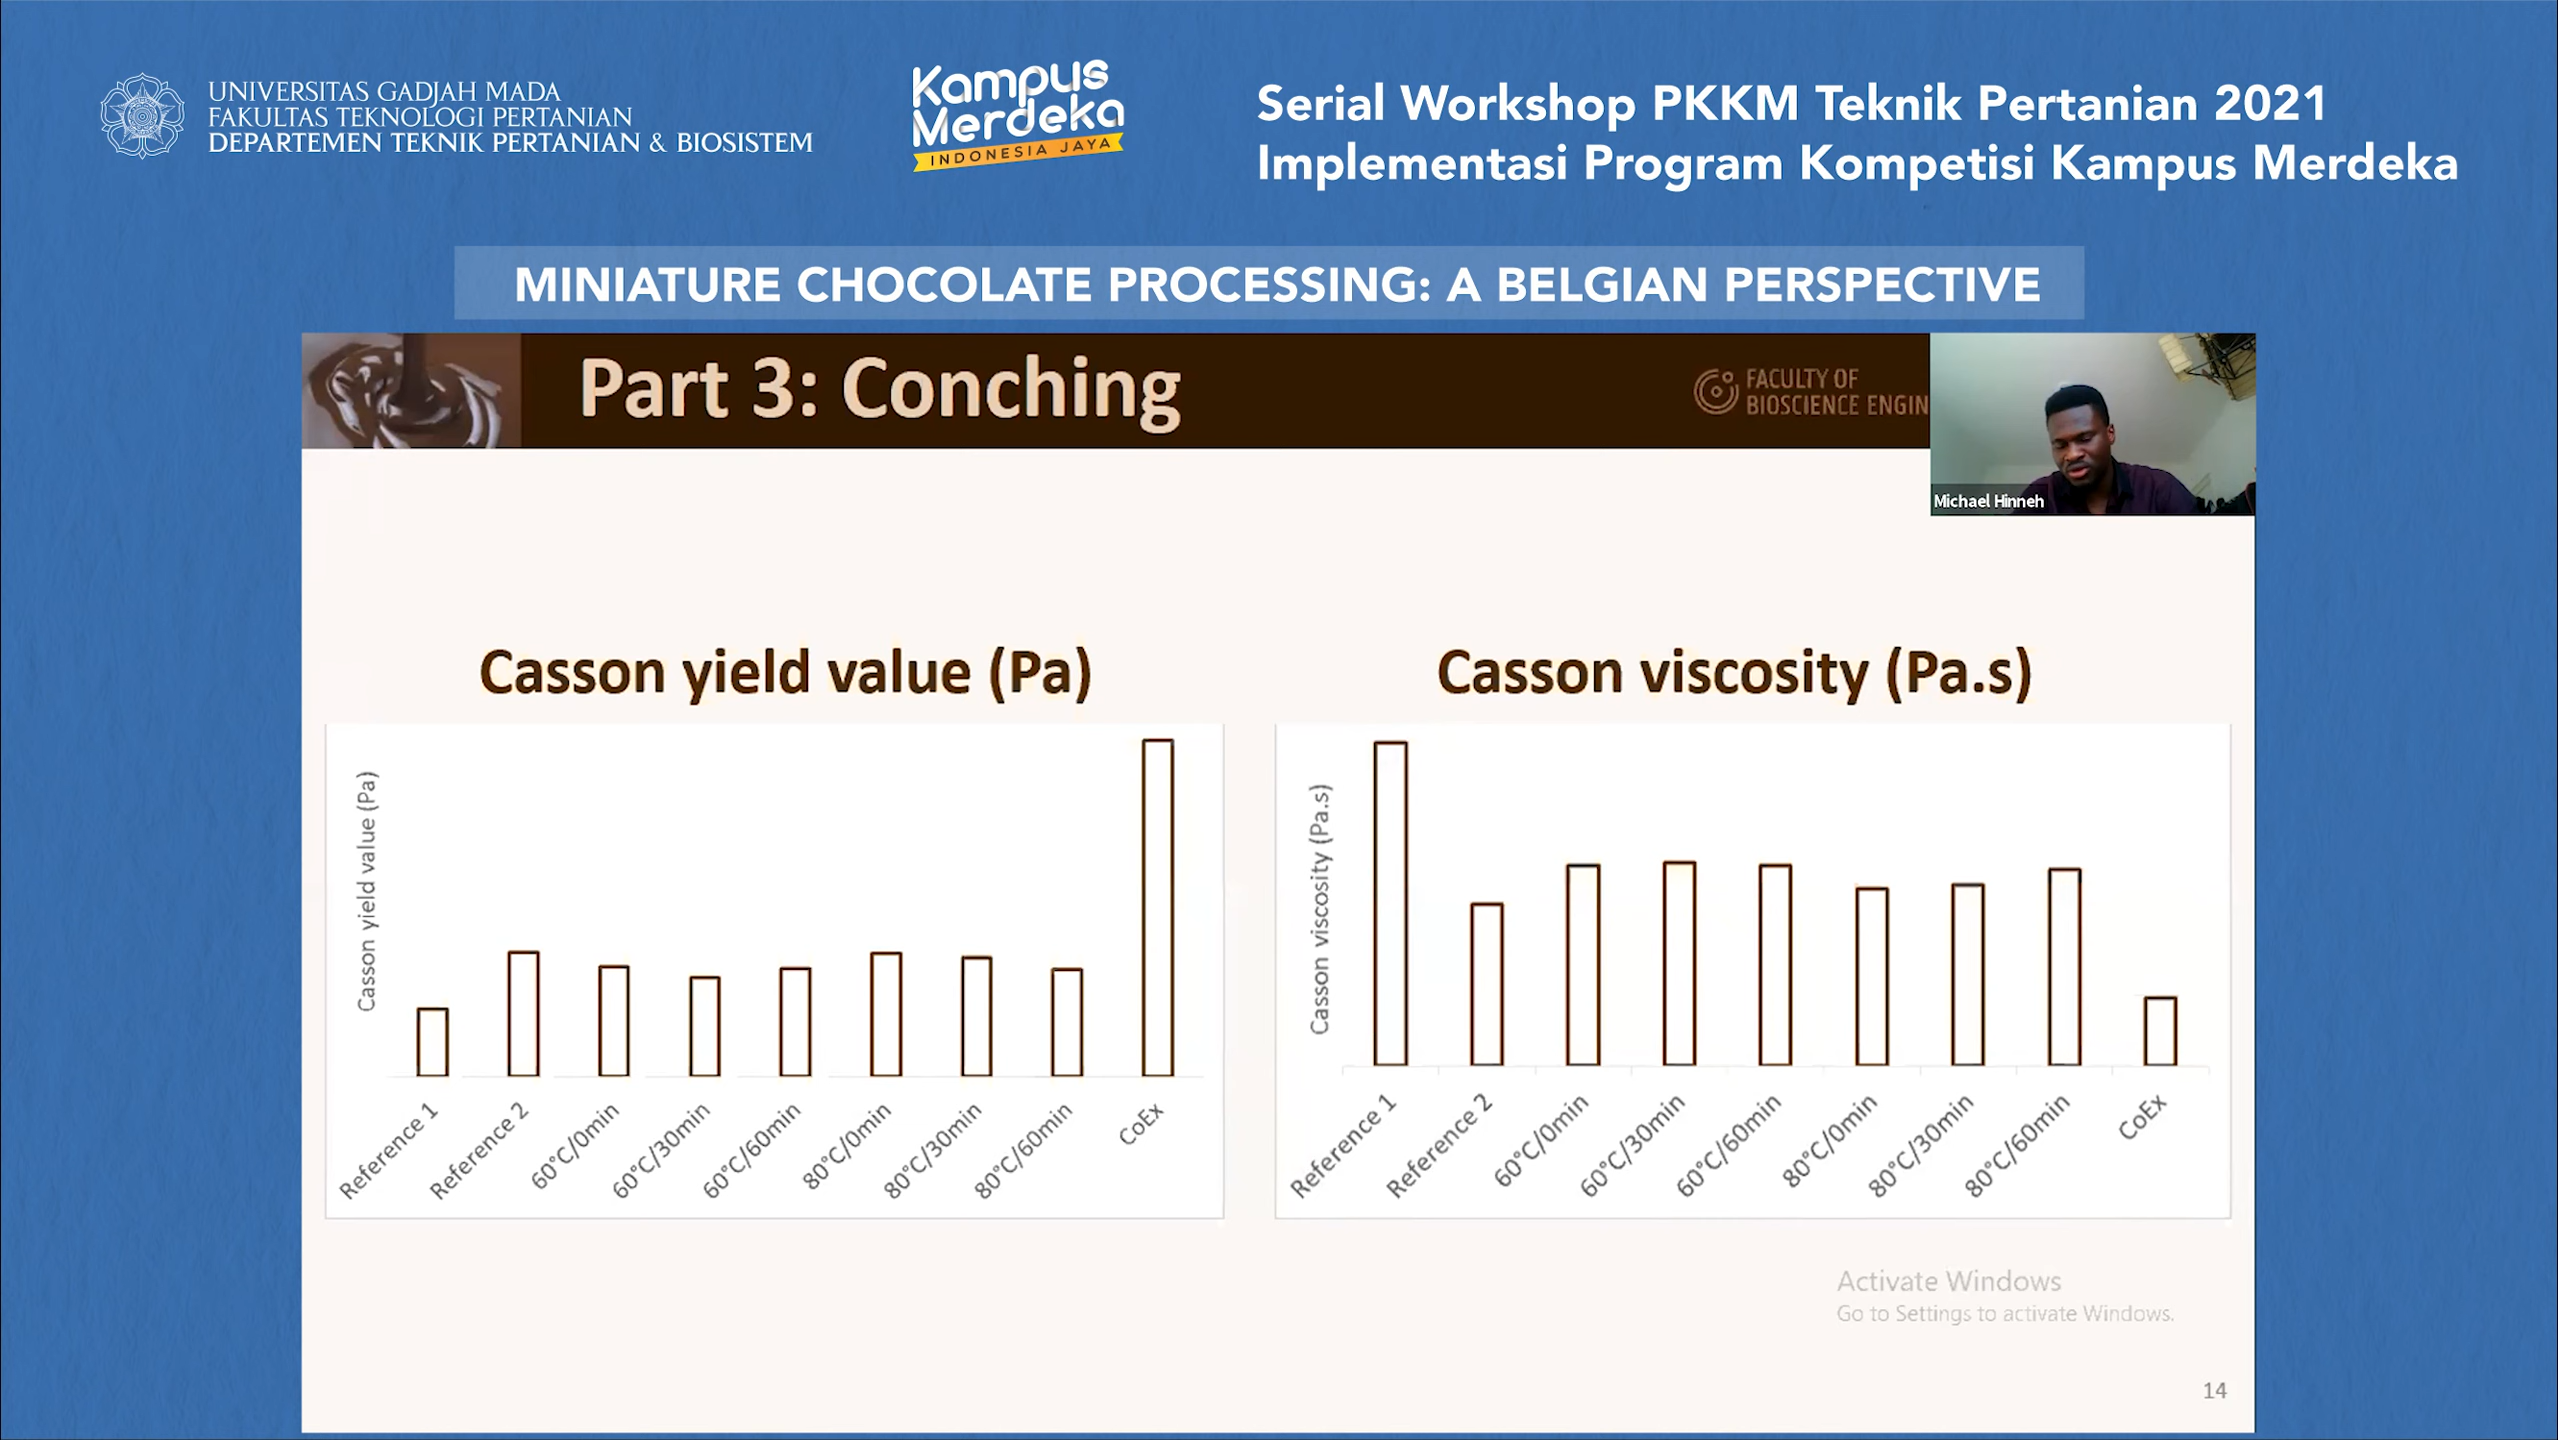 UNIVERSITAS GADJAH MADA
FAKULTAS TEKNOLOGI PERTANIAN
DEPARTEMEN TEKNIK PERTANIAN & BIOSISTEM
Kampus
Merdeka
INDONESIA JAYA
Serial Workshop PKKM Teknik Pertanian 2021
Implementasi Program Kompetisi Kampus Merdeka
MINIATURE CHOCOLATE PROCESSING: A BELGIAN PERSPECTIVE
Part 3: Conching
FACULTY OF
BIOSCIENCE ENGIN
Michael Hinneh
Casson yield value (Pa)
Casson yield value (Pa)
Reference 1
Reference 2
60°C/0min
60°C/30min
60°C/60min
80°C/0min
80°C/30min
80°C/60min
CoEx
Casson viscosity (Pa.s)
Casson viscosity (Pa.s)
Reference 1
Reference 2
60°C/0min
60°C/30min
60°C/60min
80°C/0min
80°C/30min
80°C/60min
CoEx
Activate Windows
Go to Settings to activate Windows.
14